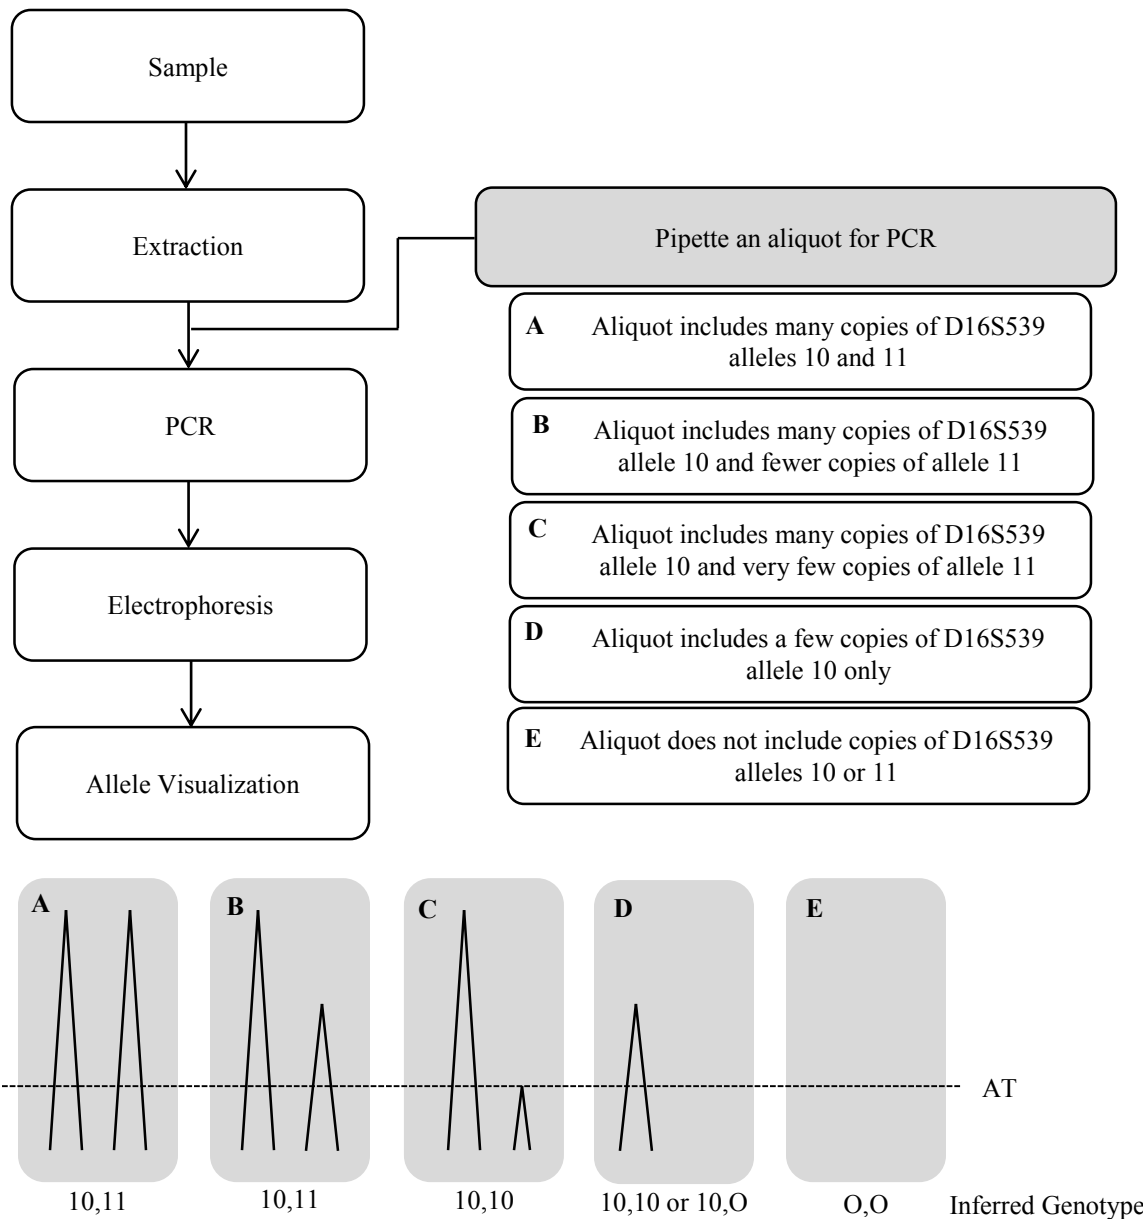 Sample
Extraction
PCR
Electrophoresis
Allele Visualization
Pipette an aliquot for PCR
A Aliquot includes many copies of D16S539
alleles 10 and 11
B Aliquot includes many copies of D16S539
allele 10 and fewer copies of allele 11
C Aliquot includes many copies of D16S539
allele 10 and very few copies of allele 11
D Aliquot includes a few copies of D16S539
allele 10 only
E Aliquot does not include copies of D16S539
alleles 10 or 11
A B C D E
AT
10,11 10,11 10,10 10,10 or 10,O O,O Inferred Genotype